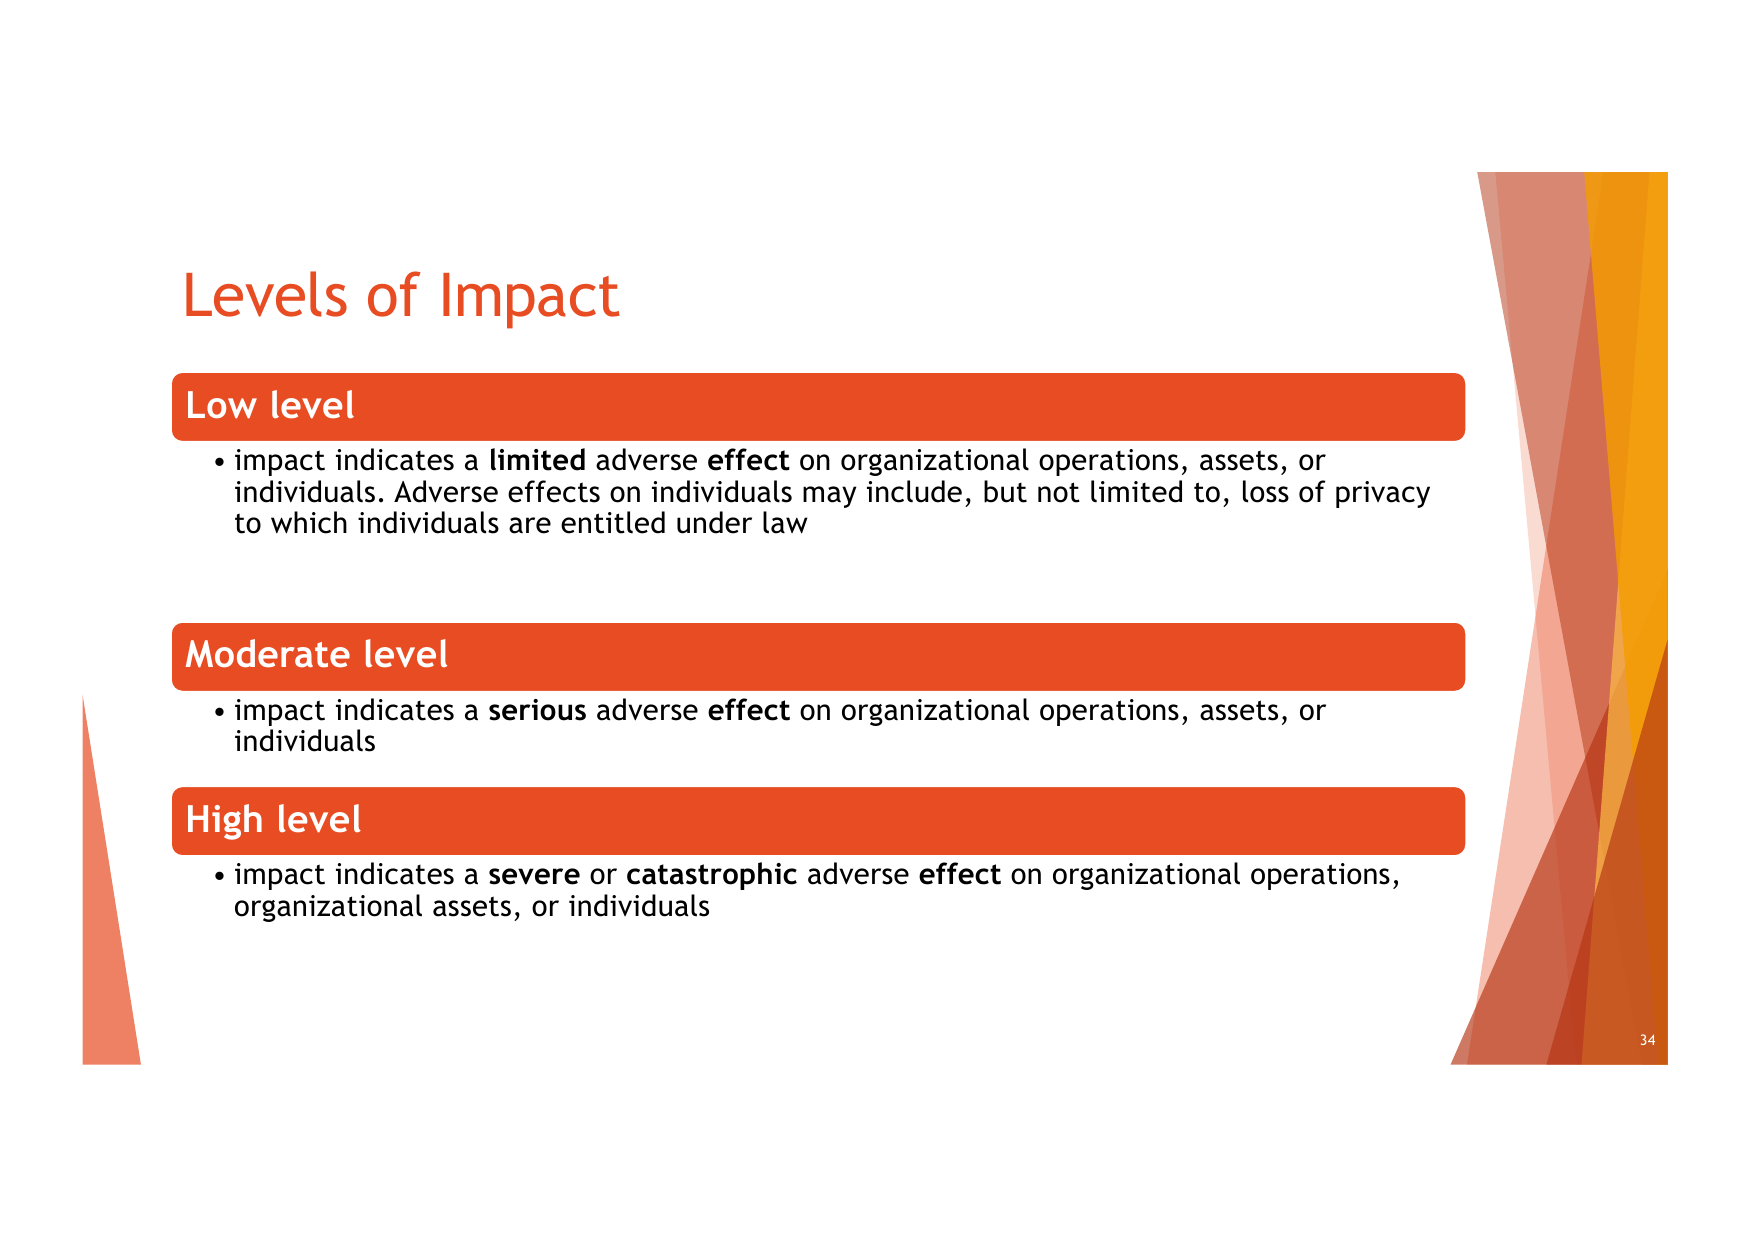 Levels of Impact
Low level
• impact indicates a limited adverse effect on organizational operations, assets, or
individuals. Adverse effects on individuals may include, but not limited to, loss of privacy
to which individuals are entitled under law
Moderate level
• impact indicates a serious adverse effect on organizational operations, assets, or
individuals
High level
• impact indicates a severe or catastrophic adverse effect on organizational operations,
organizational assets, or individuals
34